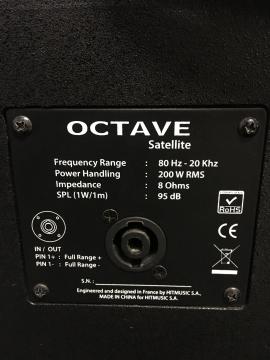 OCTAVE
Satellite
Frequency Range : 80 Hz - 20 Khz
Power Handling : 200 W RMS
Impedance : 8 Ohms
SPL (1W/1m) : 95 dB
RoHS
CE
IN / OUT
PIN 1+ : Full Range +
PIN 1- : Full Range -
S.N. :
Engineered and designed in France by HITMUSIC S.A.,
MADE IN CHINA for HITMUSIC S.A.